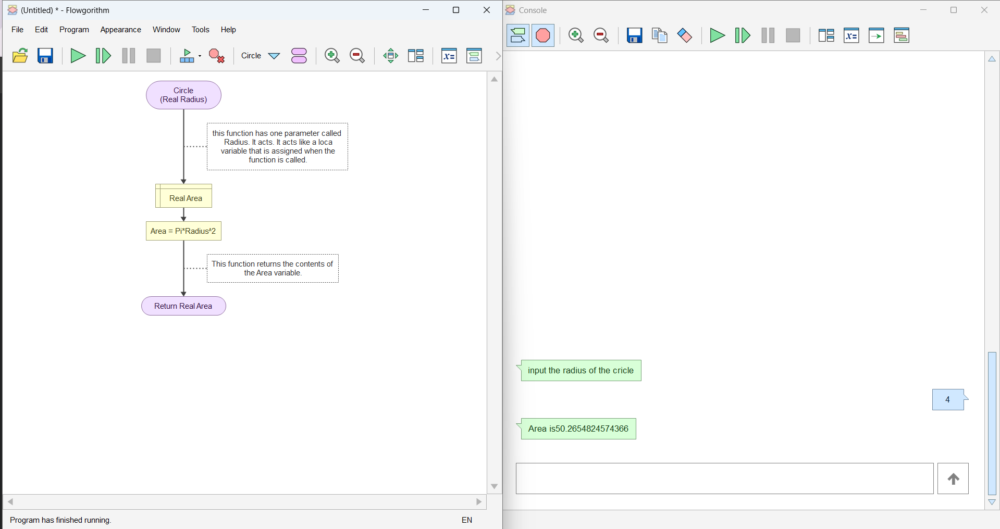 (Untitled) * - Flowgorithm
File Edit Program Appearance Window Tools Help
Circle
x=
Circle
(Real Radius)
this function has one parameter called
Radius. It acts. It acts like a loca
variable that is assigned when the
function is called.
Real Area
Area = Pi*Radius^2
This function returns the contents of
the Area variable.
Return Real Area
Program has finished running.
EN
Console
x=
input the radius of the cricle
4
Area is50.2654824574366